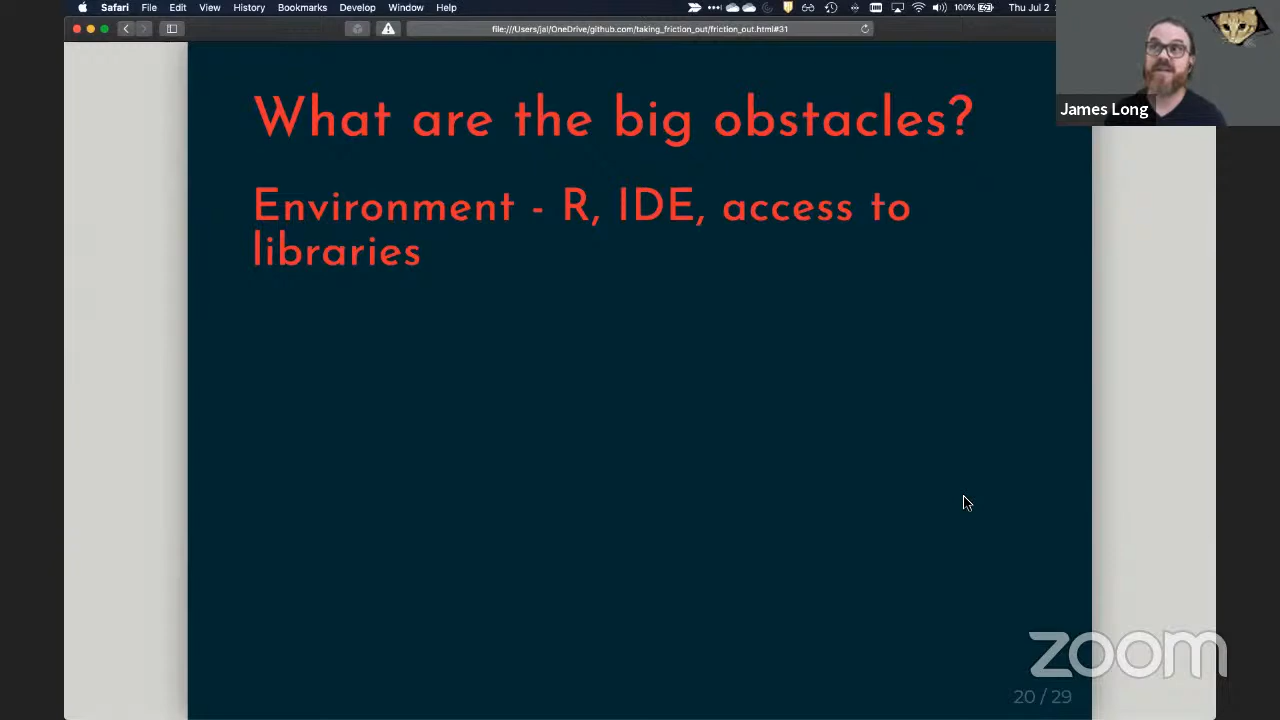 Safari File Edit View History Bookmarks Develop Window Help 100% Thu Jul 2
file:///Users/jal/OneDrive/github.com/taking_friction_out/friction_out.html#31
James Long
What are the big obstacles?
Environment - R, IDE, access to
libraries
zoom
20 / 29